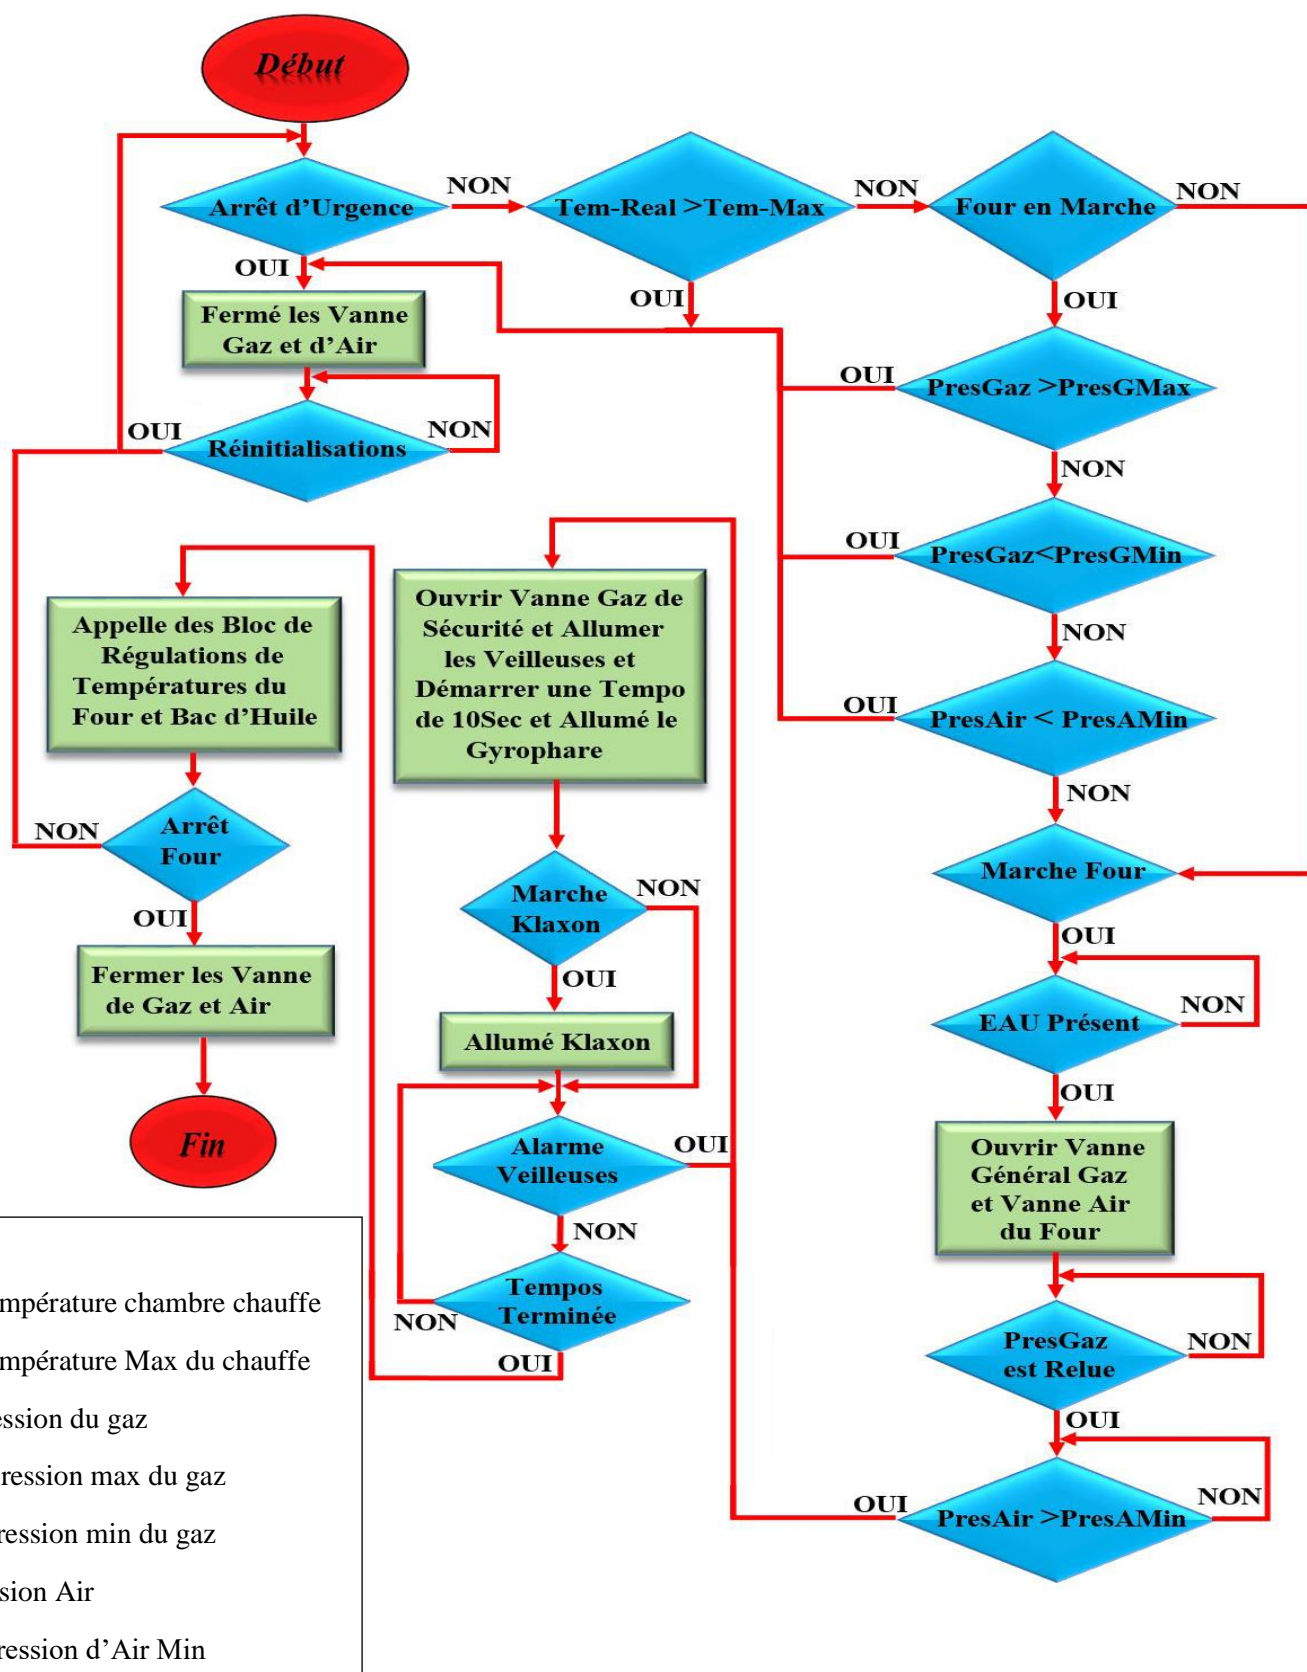 Début
Arrêt d'Urgence
NON
Tem-Real >Tem-Max
NON
Four en Marche
NON
OUI
OUI
OUI
Fermé les Vanne
Gaz et d'Air
OUI
PresGaz >PresGMax
OUI
Réinitialisations
NON
NON
OUI
PresGaz<PresGMin
NON
OUI
PresAir < PresAMin
NON
Appelle des Bloc de
Régulations de
Températures du
Four et Bac d'Huile
NON
Arrêt
Four
OUI
Fermer les Vanne
de Gaz et Air
Fin
Ouvrir Vanne Gaz de
Sécurité et Allumer
les Veilleuses et
Démarrer une Tempo
de 10Sec et Allumé le
Gyrophare
Marche
Klaxon
NON
OUI
Allumé Klaxon
Alarme
Veilleuses
OUI
NON
Tempos
Terminée
NON
OUI
Marche Four
OUI
EAU Présent
NON
OUI
Ouvrir Vanne
Général Gaz
et Vanne Air
du Four
PresGaz
est Relue
NON
OUI
OUI
PresAir >PresAMin
NON
chambre chauffe
Max du chauffe
du gaz
max du gaz
min du gaz
Air
d'Air Min